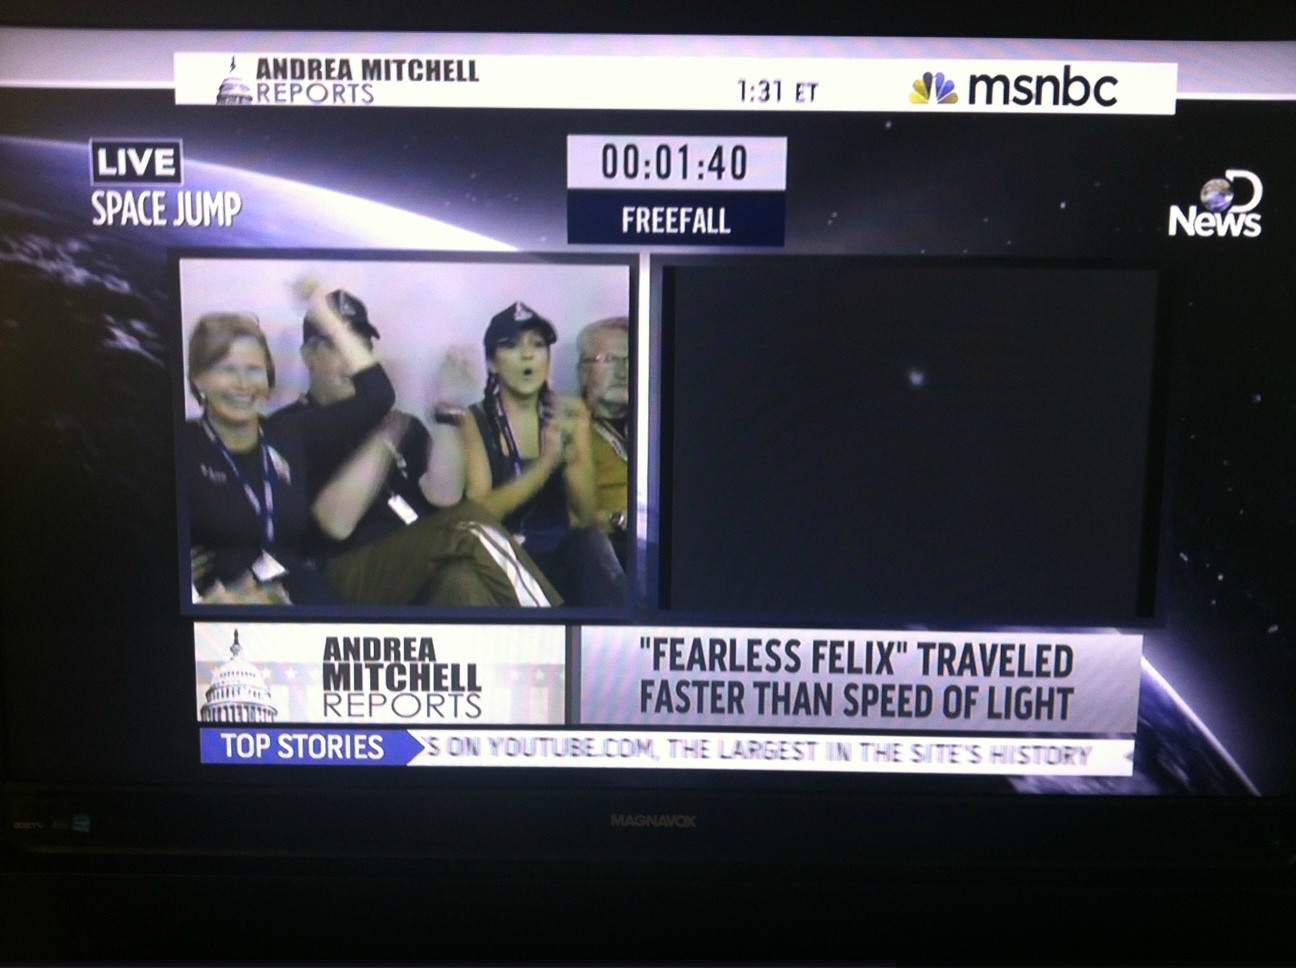 ANDREA MITCHELL
REPORTS
1:31 ET
msnbc
LIVE
SPACE JUMP
00:01:40
FREEFALL
News
ANDREA
MITCHELL
REPORTS
"FEARLESS FELIX" TRAVELED
FASTER THAN SPEED OF LIGHT
TOP STORIES
'S ON YOUTUBE.COM, THE LARGEST IN THE SITE'S HISTORY
MAGNAVOX